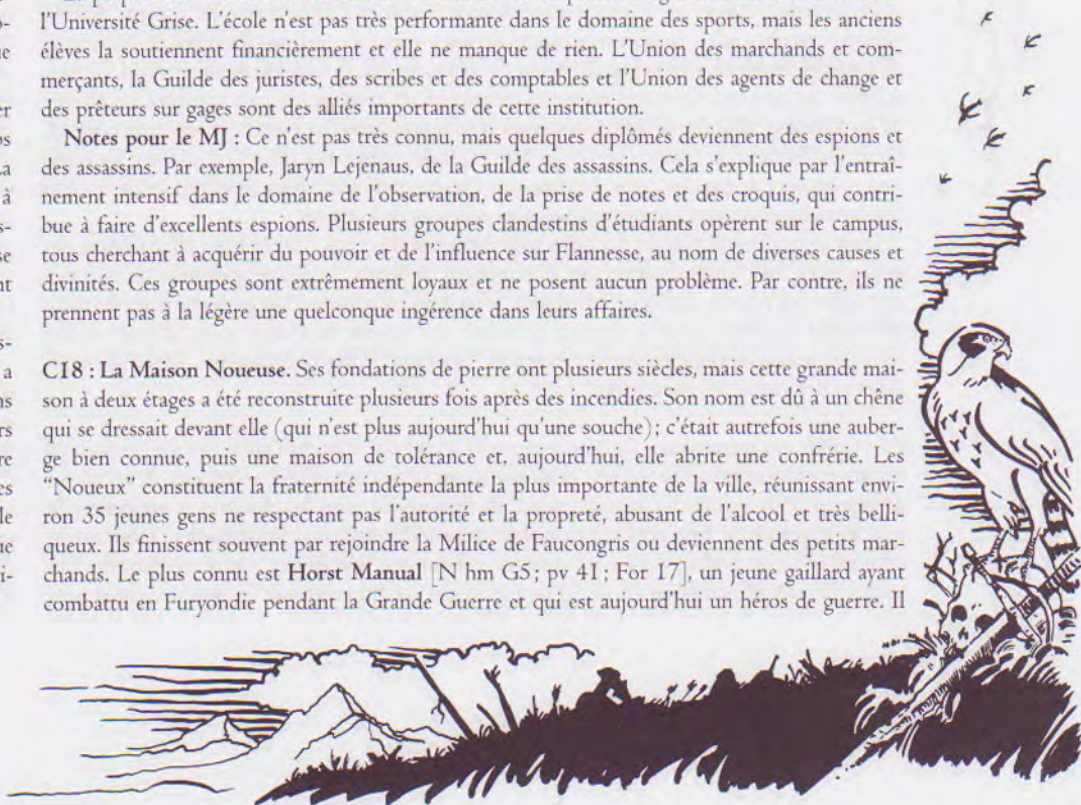 l'Université Grise. L'école n'est pas très performante dans le domaine des sports, mais les anciens
élèves la soutiennent financièrement et elle ne manque de rien. L'Union des marchands et com-
merçants, la Guilde des juristes, des scribes et des comptables et l'Union des agents de change et
des prêteurs sur gages sont des alliés importants de cette institution.
Notes pour le MJ : Ce n'est pas très connu, mais quelques diplômés deviennent des espions et
des assassins. Par exemple, Jaryn Lejenaus, de la Guilde des assassins. Cela s'explique par l'entraî-
nement intensif dans le domaine de l'observation, de la prise de notes et des croquis, qui contri-
bue à faire d'excellents espions. Plusieurs groupes clandestins d'étudiants opèrent sur le campus,
tous cherchant à acquérir du pouvoir et de l'influence sur Flannesse, au nom de diverses causes et
divinités. Ces groupes sont extrêmement loyaux et ne posent aucun problème. Par contre, ils ne
prennent pas à la légère une quelconque ingérence dans leurs affaires.
C18 : La Maison Noueuse. Ses fondations de pierre ont plusieurs siècles, mais cette grande mai-
son à deux étages a été reconstruite plusieurs fois après des incendies. Son nom est dû à un chêne
qui se dressait devant elle (qui n'est plus aujourd'hui qu'une souche) ; c'était autrefois une auber-
ge bien connue, puis une maison de tolérance et, aujourd'hui, elle abrite une confrérie. Les
"Noueux" constituent la fraternité indépendante la plus importante de la ville, réunissant envi-
ron 35 jeunes gens ne respectant pas l'autorité et la propreté, abusant de l'alcool et très belli-
queux. Ils finissent souvent par rejoindre la Milice de Faucongris ou deviennent des petits mar-
chands. Le plus connu est Horst Manual [N hm G5 ; pv 41 ; For 17], un jeune gaillard ayant
combattu en Furyondie pendant la Grande Guerre et qui est aujourd'hui un héros de guerre. Il